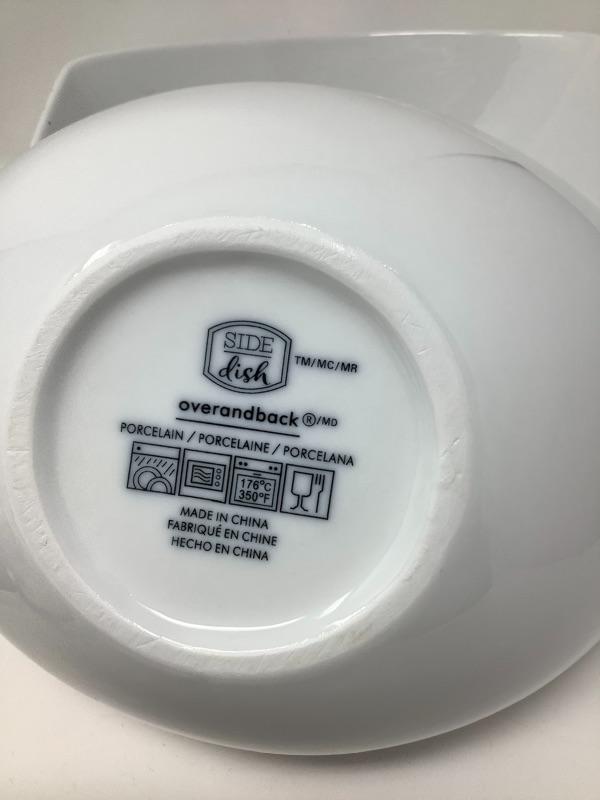 SIDE
dish TM/MC/MR
overandback®/MD
PORCELAIN / PORCELAINE / PORCELANA
176°C
350°F
MADE IN CHINA
FABRIQUÉ EN CHINE
HECHO EN CHINA